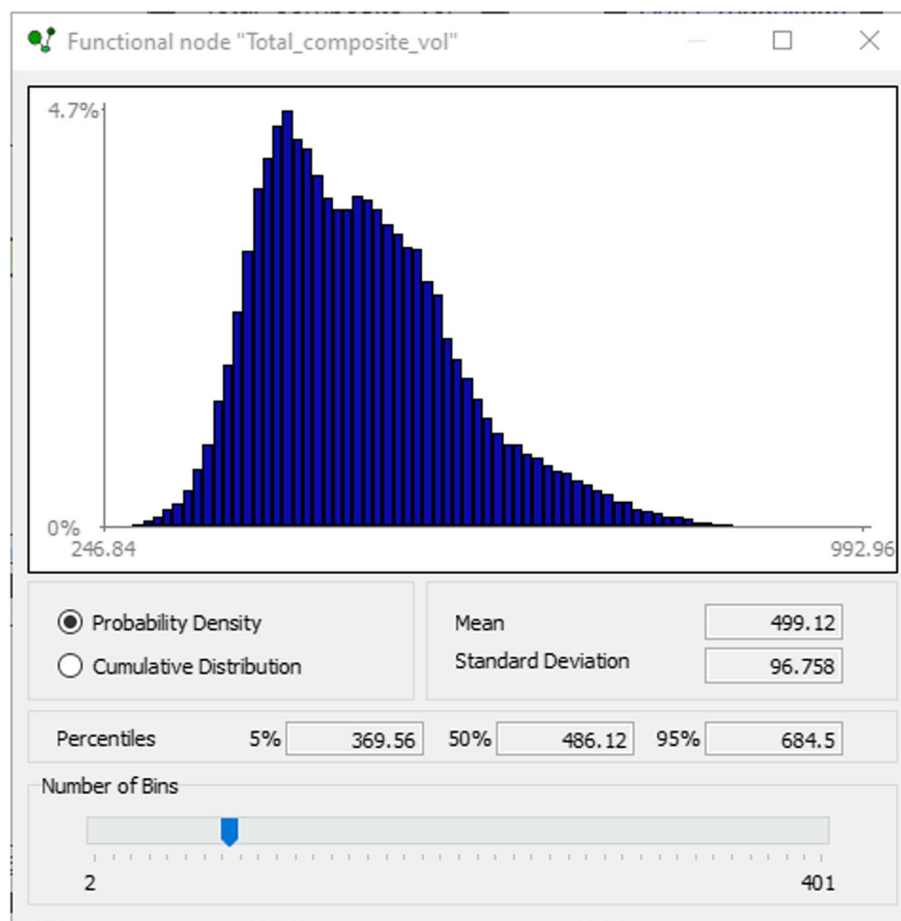 Functional node "Total_composite_vol"
4.7%
0%
246.84 992.96
Probability Density
Cumulative Distribution
Mean 499.12
Standard Deviation 96.758
Percentiles 5% 369.56 50% 486.12 95% 684.5
Number of Bins
2 401